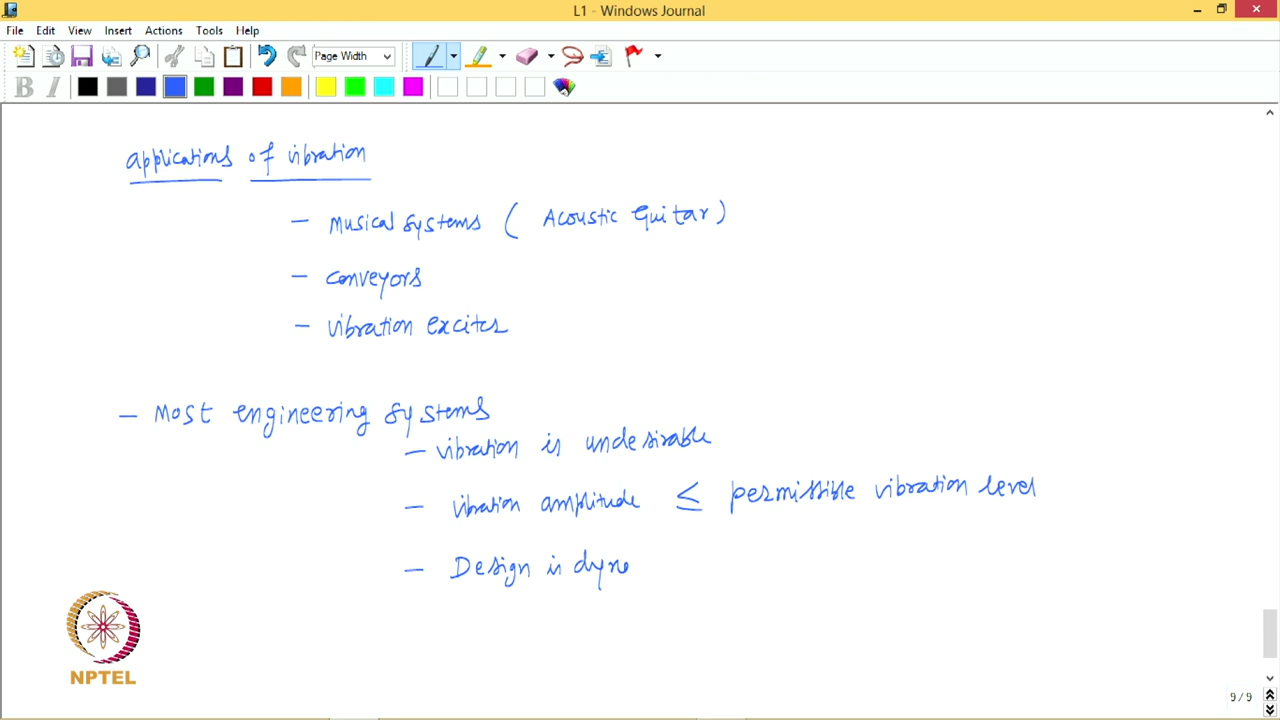 L1 - Windows Journal
File Edit View Insert Actions Tools Help
Page Width
B I
applications of vibration
- Musical systems ( Acoustic Guitar )
- conveyors
- vibration excites
- Most engineering systems
- vibration is undesirable
- vibration amplitude ≤ permissible vibration level
- Design is dyna
NPTEL
9 / 9